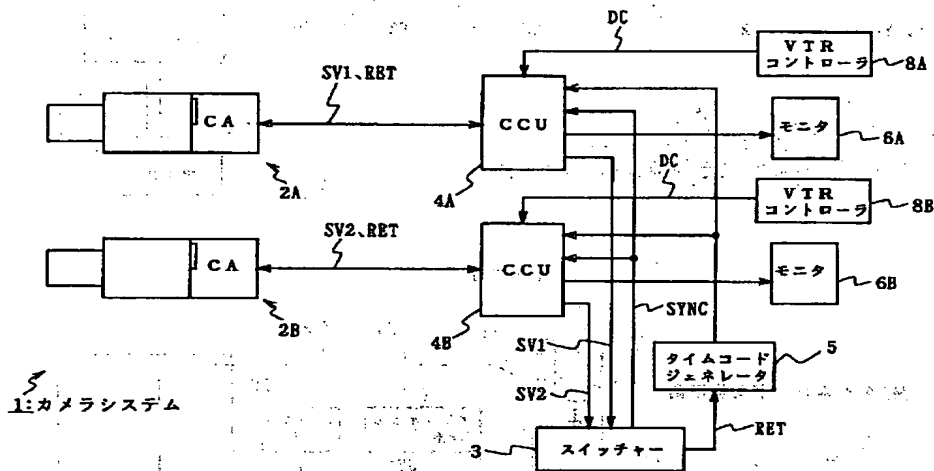 DC
VTR
コントローラ
8A
SV1、RET
CA
CCU
モニタ
6A
2A
4A
DC
VTR
コントローラ
8B
SV2、RET
CA
CCU
モニタ
6B
2B
4B
SYNC
SV1
タイムコード
ジェネレータ
5
SV2
1:カメラシステム
3
スイッチャー
RET